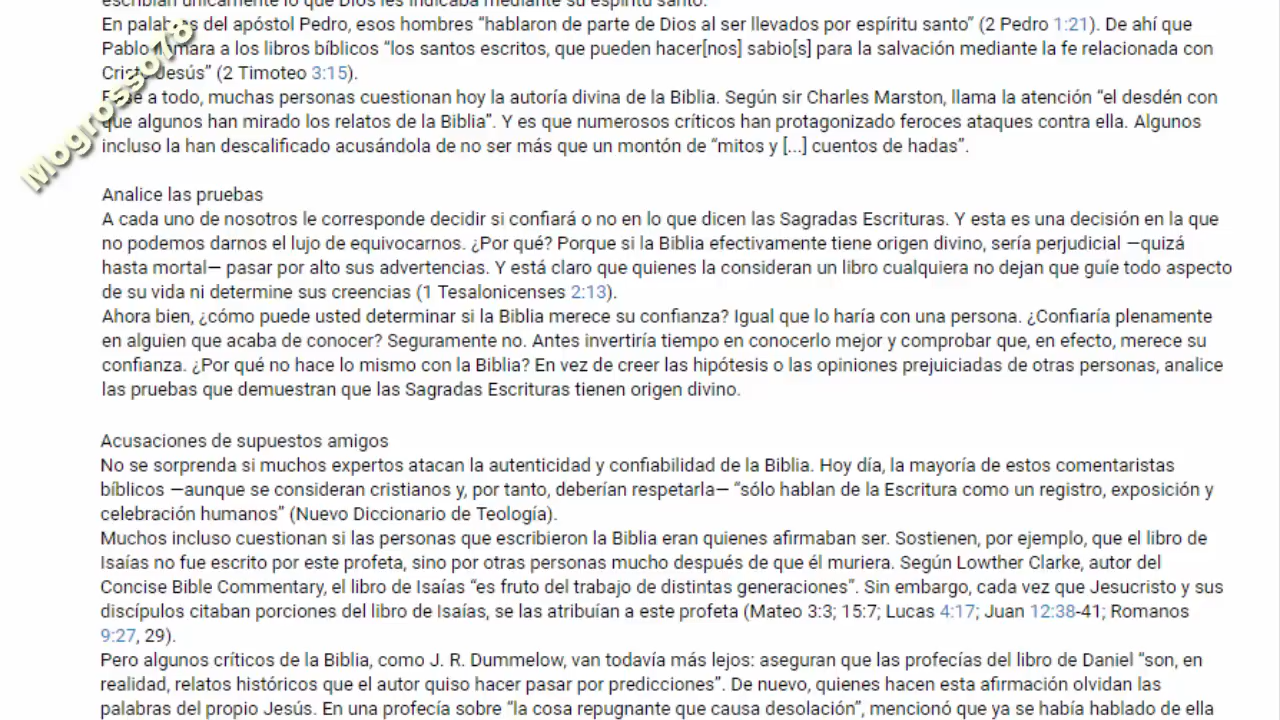 escribían únicamente lo que Dios les indicaba mediante su espíritu santo.
En palabras del apóstol Pedro, esos hombres “hablaron de parte de Dios al ser llevados por espíritu santo” (2 Pedro 1:21). De ahí que
Pablo llamara a los libros bíblicos “los santos escritos, que pueden hacer[nos] sabio[s] para la salvación mediante la fe relacionada con
Cristo Jesús” (2 Timoteo 3:15).
Pese a todo, muchas personas cuestionan hoy la autoría divina de la Biblia. Según sir Charles Marston, llama la atención “el desdén con
que algunos han mirado los relatos de la Biblia”. Y es que numerosos críticos han protagonizado feroces ataques contra ella. Algunos
incluso la han descalificado acusándola de no ser más que un montón de “mitos y [...] cuentos de hadas”.
Mogrosso78
Analice las pruebas
A cada uno de nosotros le corresponde decidir si confiará o no en lo que dicen las Sagradas Escrituras. Y esta es una decisión en la que
no podemos darnos el lujo de equivocarnos. ¿Por qué? Porque si la Biblia efectivamente tiene origen divino, sería perjudicial —quizá
hasta mortal— pasar por alto sus advertencias. Y está claro que quienes la consideran un libro cualquiera no dejan que guíe todo aspecto
de su vida ni determine sus creencias (1 Tesalonicenses 2:13).
Ahora bien, ¿cómo puede usted determinar si la Biblia merece su confianza? Igual que lo haría con una persona. ¿Confiaría plenamente
en alguien que acaba de conocer? Seguramente no. Antes invertiría tiempo en conocerlo mejor y comprobar que, en efecto, merece su
confianza. ¿Por qué no hace lo mismo con la Biblia? En vez de creer las hipótesis o las opiniones prejuiciadas de otras personas, analice
las pruebas que demuestran que las Sagradas Escrituras tienen origen divino.
Acusaciones de supuestos amigos
No se sorprenda si muchos expertos atacan la autenticidad y confiabilidad de la Biblia. Hoy día, la mayoría de estos comentaristas
bíblicos —aunque se consideran cristianos y, por tanto, deberían respetarla— “sólo hablan de la Escritura como un registro, exposición y
celebración humanos” (Nuevo Diccionario de Teología).
Muchos incluso cuestionan si las personas que escribieron la Biblia eran quienes afirmaban ser. Sostienen, por ejemplo, que el libro de
Isaías no fue escrito por este profeta, sino por otras personas mucho después de que él muriera. Según Lowther Clarke, autor del
Concise Bible Commentary, el libro de Isaías “es fruto del trabajo de distintas generaciones”. Sin embargo, cada vez que Jesucristo y sus
discípulos citaban porciones del libro de Isaías, se las atribuían a este profeta (Mateo 3:3; 15:7; Lucas 4:17; Juan 12:38-41; Romanos
9:27, 29).
Pero algunos críticos de la Biblia, como J. R. Dummelow, van todavía más lejos: aseguran que las profecías del libro de Daniel “son, en
realidad, relatos históricos que el autor quiso hacer pasar por predicciones”. De nuevo, quienes hacen esta afirmación olvidan las
palabras del propio Jesús. En una profecía sobre “la cosa repugnante que causa desolación”, mencionó que ya se había hablado de ella